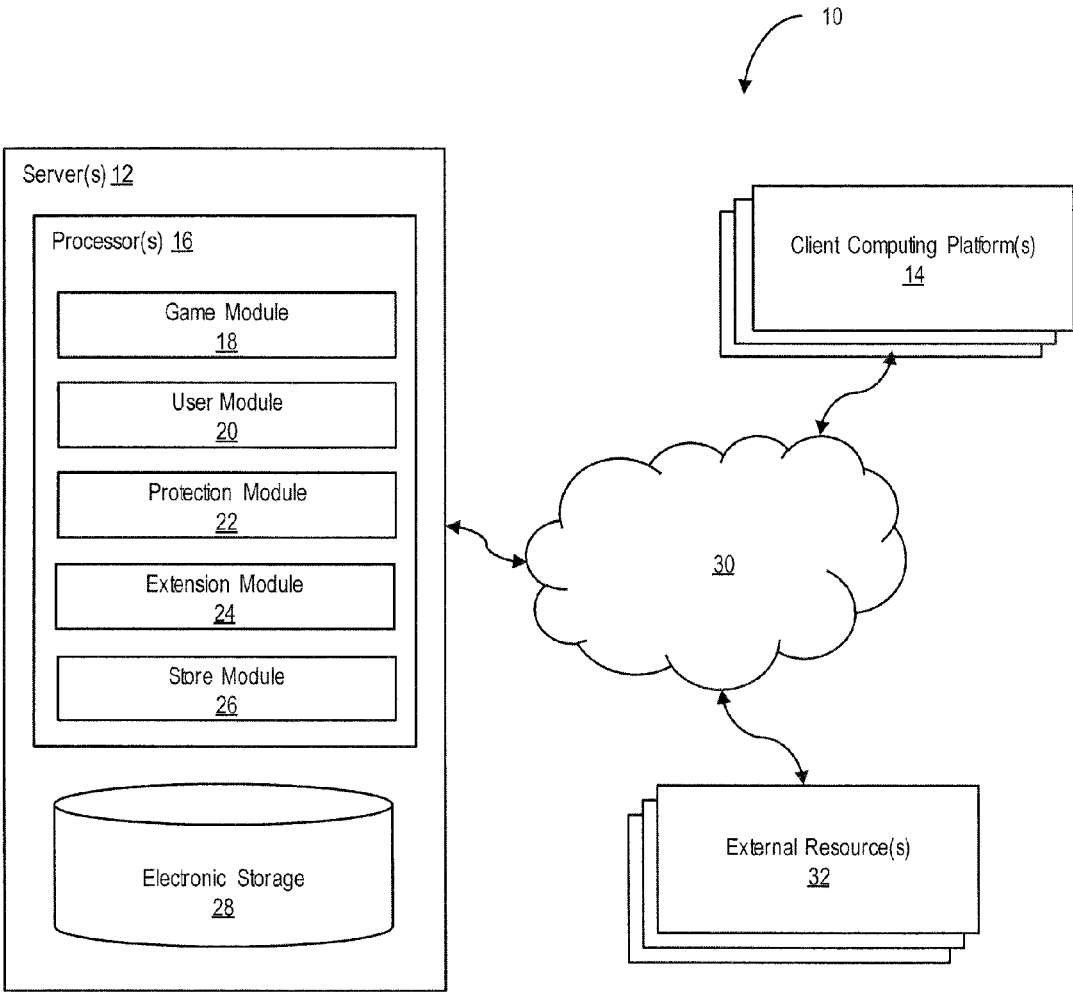 10
Server(s) 12
Processor(s) 16
Game Module
18
User Module
20
Protection Module
22
Extension Module
24
Store Module
26
Electronic Storage
28
Client Computing Platform(s)
14
30
External Resource(s)
32